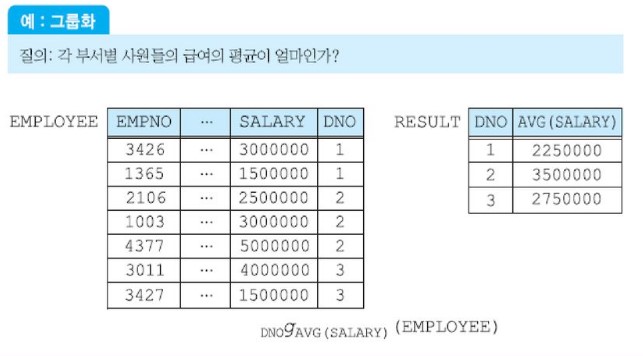 예 : 그룹화
질의: 각 부서별 사원들의 급여의 평균이 얼마인가?
EMPLOYEE EMPNO ... SALARY DNO RESULT DNO AVG(SALARY)
3426 ... 3000000 1 1 2250000
1365 ... 1500000 1 2 3500000
2106 ... 2500000 2 3 2750000
1003 ... 3000000 2
4377 ... 5000000 2
3011 ... 4000000 3
3427 ... 1500000 3
DNO g AVG(SALARY) (EMPLOYEE)